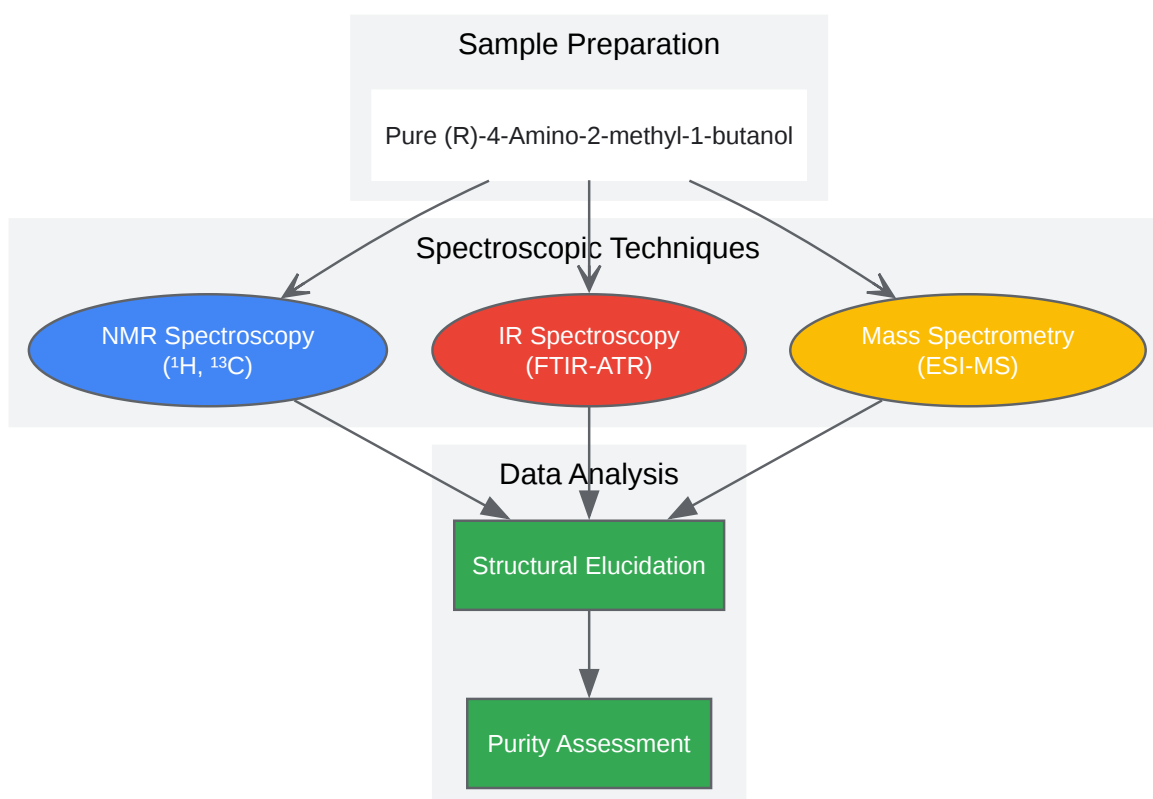 Sample Preparation
Pure (R)-4-Amino-2-methyl-1-butanol
Spectroscopic Techniques
NMR Spectroscopy
(¹H, ¹³C)
IR Spectroscopy
(FTIR-ATR)
Mass Spectrometry
(ESI-MS)
Data Analysis
Structural Elucidation
Purity Assessment